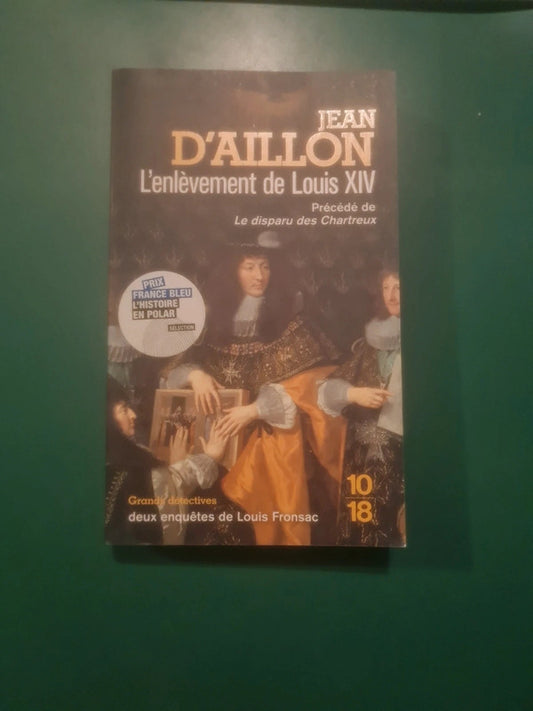 JEAN
D'AILLON
L'enlèvement de Louis XIV
Précédé de
Le disparu des Chartreux
PRIX
FRANCE BLEU
L'HISTOIRE
EN POLAR
SÉLECTION
Grands détectives
deux enquêtes de Louis Fronsac
10
18